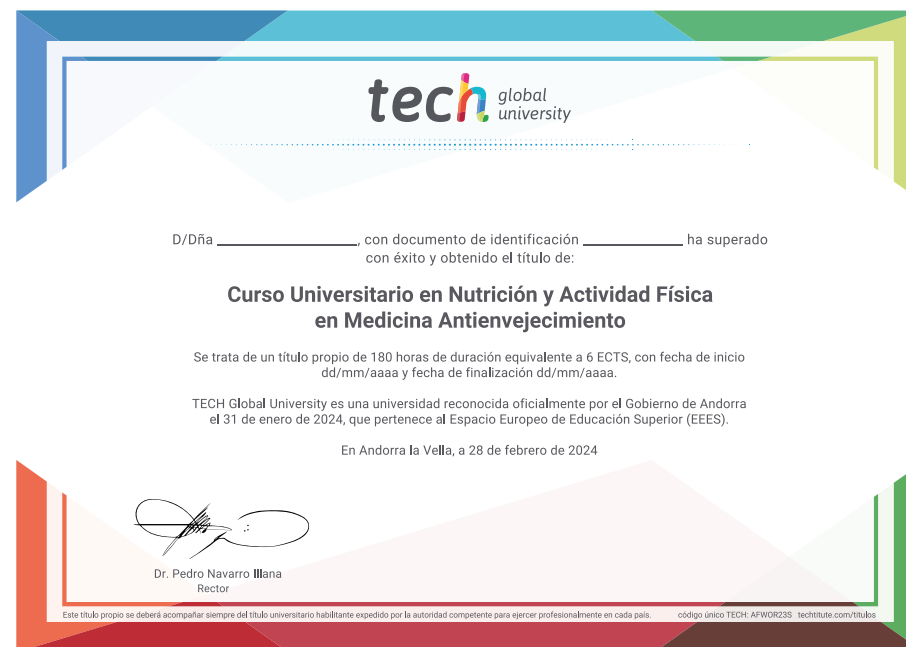 tech global university
D/Dña ____________, con documento de identificación ____________ ha superado
con éxito y obtenido el título de:
Curso Universitario en Nutrición y Actividad Física
en Medicina Antienvejecimiento
Se trata de un título propio de 180 horas de duración equivalente a 6 ECTS, con fecha de inicio
dd/mm/aaaa y fecha de finalización dd/mm/aaaa.
TECH Global University es una universidad reconocida oficialmente por el Gobierno de Andorra
el 31 de enero de 2024, que pertenece al Espacio Europeo de Educación Superior (EEES).
En Andorra la Vella, a 28 de febrero de 2024
Dr. Pedro Navarro Illana
Rector
Este título propio se deberá acompañar siempre del título universitario habilitante expedido por la autoridad competente para ejercer profesionalmente en cada país. código único TECH: AFWOR23S techtitute.com/titulos